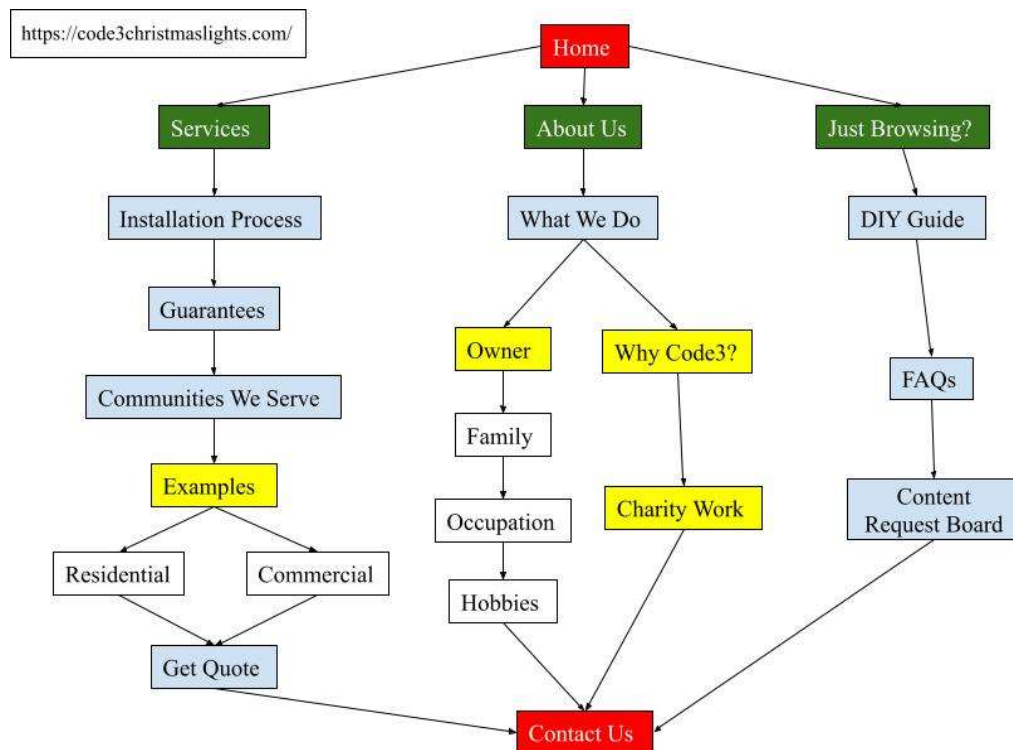 https://code3christmaslights.com/
Home
Services
About Us
Just Browsing?
Installation Process
What We Do
DIY Guide
Guarantees
Owner
Why Code3?
FAQs
Communities We Serve
Family
Examples
Charity Work
Content
Request Board
Occupation
Residential
Commercial
Hobbies
Get Quote
Contact Us